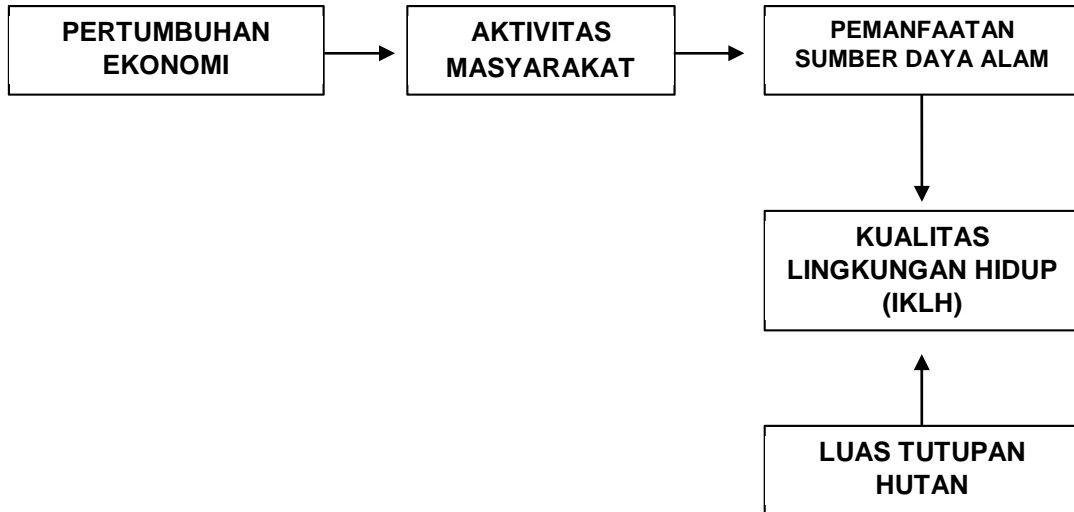 PERTUMBUHAN
EKONOMI
AKTIVITAS
MASYARAKAT
PEMANFAATAN
SUMBER DAYA ALAM
KUALITAS
LINGKUNGAN HIDUP
(IKLH)
LUAS TUTUPAN
HUTAN